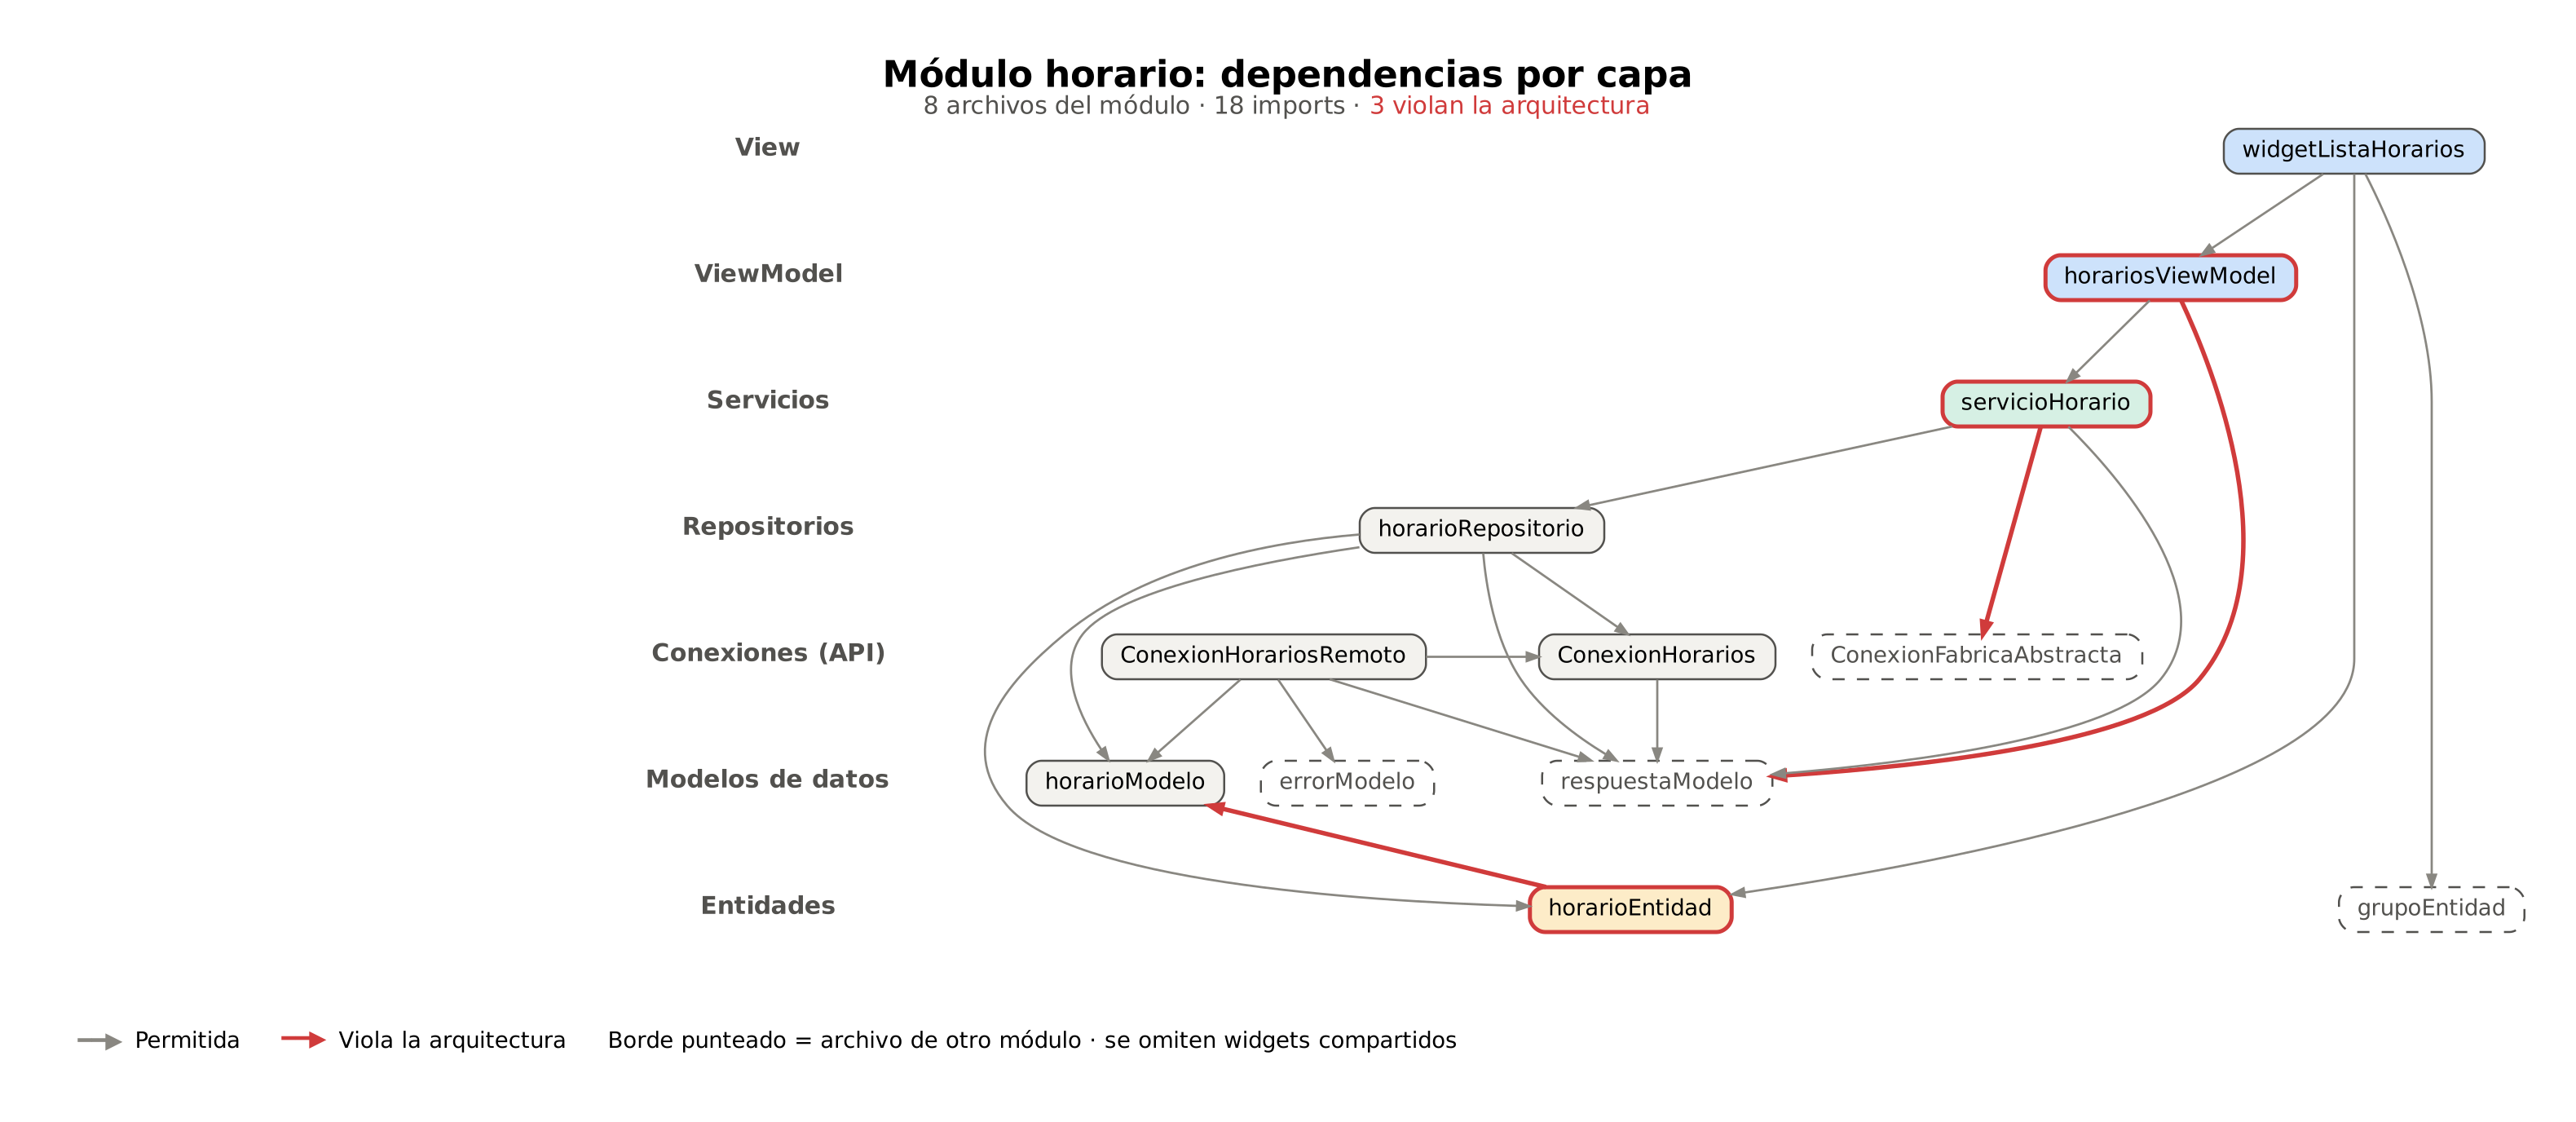 Módulo horario: dependencias por capa
8 archivos del módulo · 18 imports · 3 violan la arquitectura
View
widgetListaHorarios
ViewModel
horariosViewModel
Servicios
servicioHorario
Repositorios
horarioRepositorio
Conexiones (API)
ConexionHorariosRemoto
ConexionHorarios
ConexionFabricaAbstracta
Modelos de datos
horarioModelo
errorModelo
respuestaModelo
Entidades
horarioEntidad
grupoEntidad
Permitida
Viola la arquitectura
Borde punteado = archivo de otro módulo · se omiten widgets compartidos